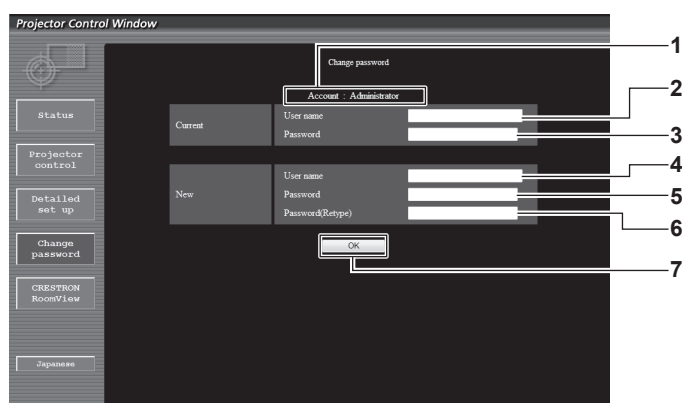 Projector Control Window
Change password
1
Account : Administrator
2
Current
User name
Password
3
4
New
User name
Password
5
Password(Retype)
6
OK
7
Status
Projector
control
Detailed
set up
Change
password
CRESTRON
RoomView
Japanese